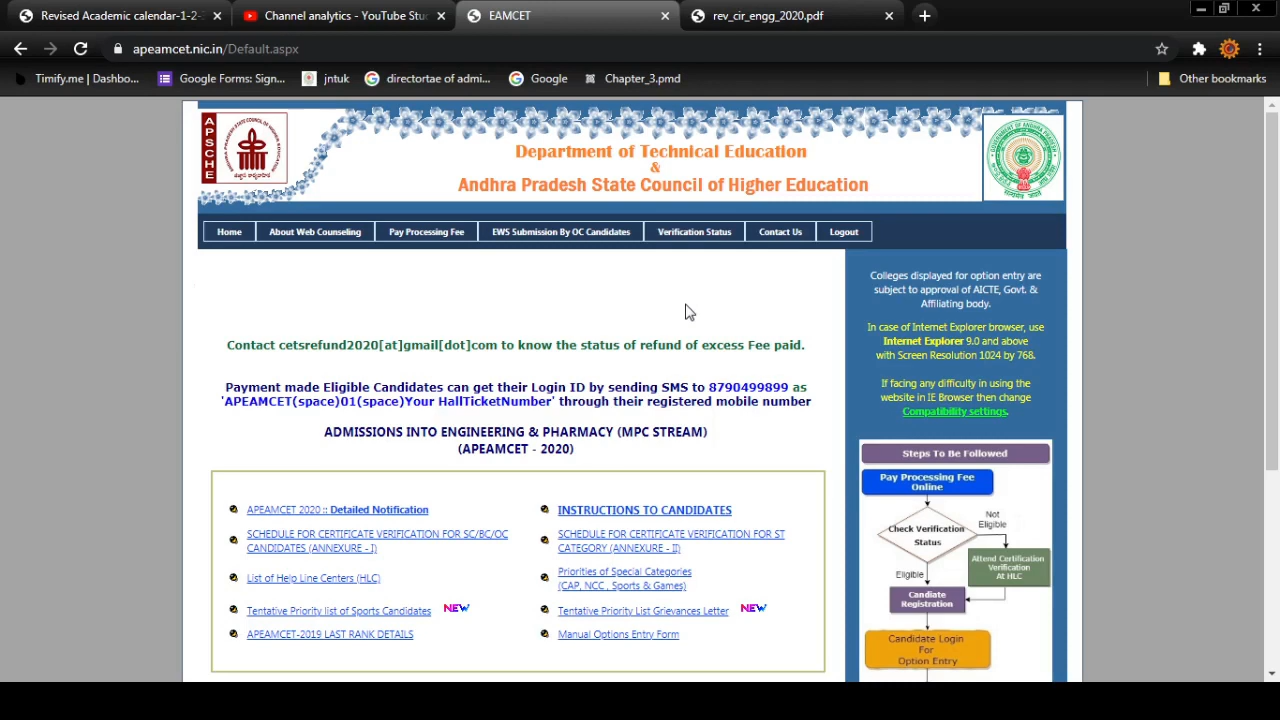 Revised Academic calendar-1-2-
Channel analytics - YouTube Stu
EAMCET
rev_cir_engg_2020.pdf
apeamcet.nic.in/Default.aspx
Timify.me | Dashbo...
Google Forms: Sign...
jntuk
directortae of admi...
Google
Chapter_3.pmd
Other bookmarks
APSCHE
Department of Technical Education
&
Andhra Pradesh State Council of Higher Education
Home
About Web Counseling
Pay Processing Fee
EWS Submission By OC Candidates
Verification Status
Contact Us
Logout
Contact cetsrefund2020[at]gmail[dot]com to know the status of refund of excess Fee paid.
Payment made Eligible Candidates can get their Login ID by sending SMS to 8790499899 as
'APEAMCET(space)01(space)Your HallTicketNumber' through their registered mobile number
ADMISSIONS INTO ENGINEERING & PHARMACY (MPC STREAM)
(APEAMCET - 2020)
APEAMCET 2020 :: Detailed Notification
INSTRUCTIONS TO CANDIDATES
SCHEDULE FOR CERTIFICATE VERIFICATION FOR SC/BC/OC
CANDIDATES (ANNEXURE - I)
SCHEDULE FOR CERTIFICATE VERIFICATION FOR ST
CATEGORY (ANNEXURE - II)
List of Help Line Centers (HLC)
Priorities of Special Categories
(CAP, NCC , Sports & Games)
Tentative Priority list of Sports Candidates NEW
Tentative Priority List Grievances Letter NEW
APEAMCET-2019 LAST RANK DETAILS
Manual Options Entry Form
Colleges displayed for option entry are
subject to approval of AICTE, Govt. &
Affiliating body.
In case of Internet Explorer browser, use
Internet Explorer 9.0 and above
with Screen Resolution 1024 by 768.
If facing any difficulty in using the
website in IE Browser then change
Compatibility settings.
Steps To Be Followed
Pay Processing Fee
Online
Check Verification
Status
Not
Eligible
Attend Certification
Verification
At HLC
Eligible
Candiate
Registration
Candidate Login
For
Option Entry